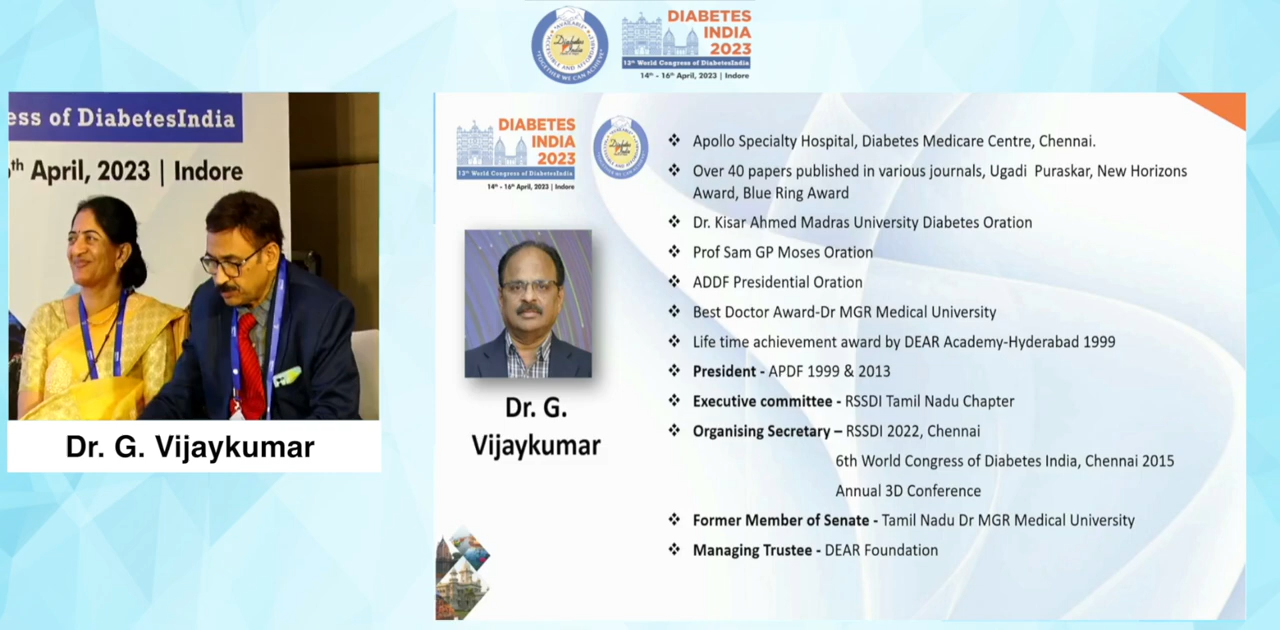 DIABETES
INDIA
2023
12th World Congress of DiabetesIndia
14th - 16th April, 2023 | Indore
ess of DiabetesIndia
th April, 2023 | Indore
Dr. G. Vijaykumar
DIABETES
INDIA
2023
12th World Congress of DiabetesIndia
14th - 16th April, 2023 | Indore
Dr. G.
Vijaykumar
❖ Apollo Specialty Hospital, Diabetes Medicare Centre, Chennai.
❖ Over 40 papers published in various journals, Ugadi Puraskar, New Horizons
Award, Blue Ring Award
❖ Dr. Kisar Ahmed Madras University Diabetes Oration
❖ Prof Sam GP Moses Oration
❖ ADDF Presidential Oration
❖ Best Doctor Award-Dr MGR Medical University
❖ Life time achievement award by DEAR Academy-Hyderabad 1999
❖ President - APDF 1999 & 2013
❖ Executive committee - RSSDI Tamil Nadu Chapter
❖ Organising Secretary – RSSDI 2022, Chennai
6th World Congress of Diabetes India, Chennai 2015
Annual 3D Conference
❖ Former Member of Senate - Tamil Nadu Dr MGR Medical University
❖ Managing Trustee - DEAR Foundation